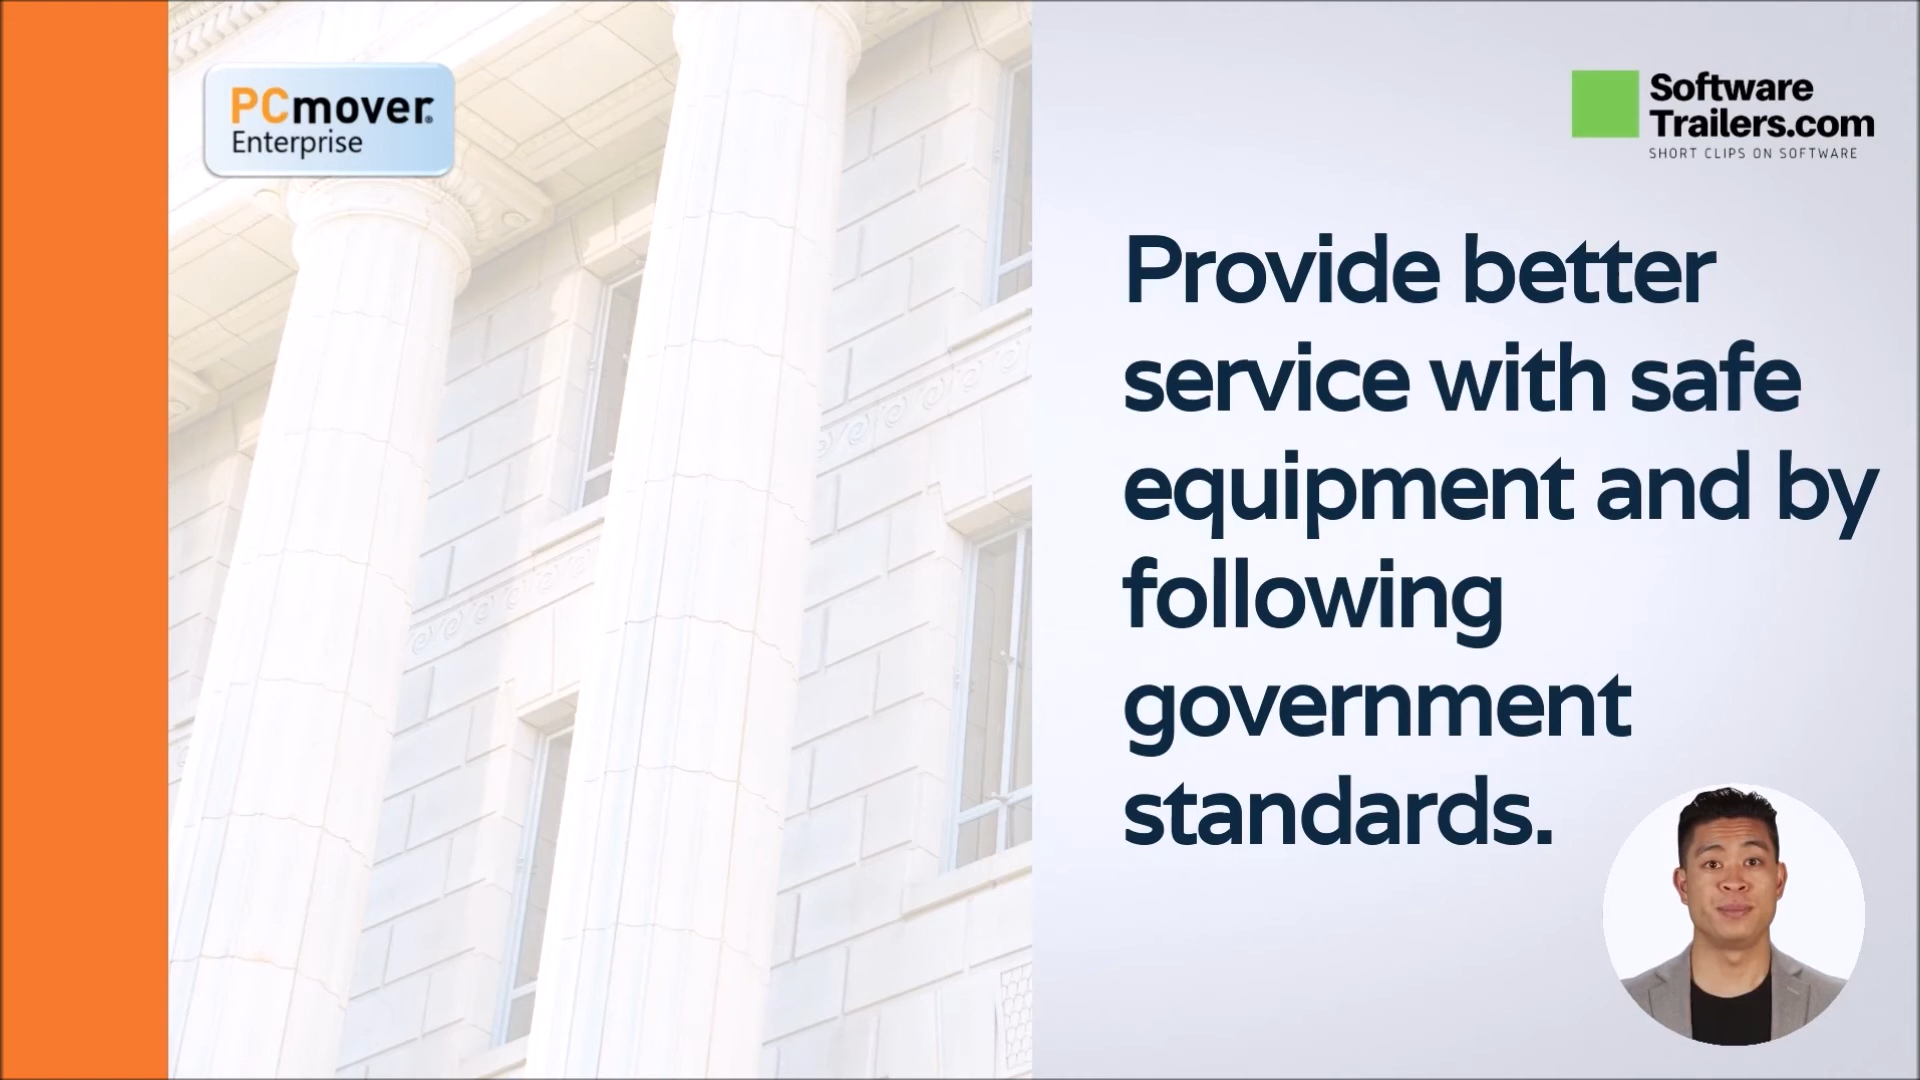 PCmover®
Enterprise
Software
Trailers.com
SHORT CLIPS ON SOFTWARE
Provide better
service with safe
equipment and by
following
government
standards.